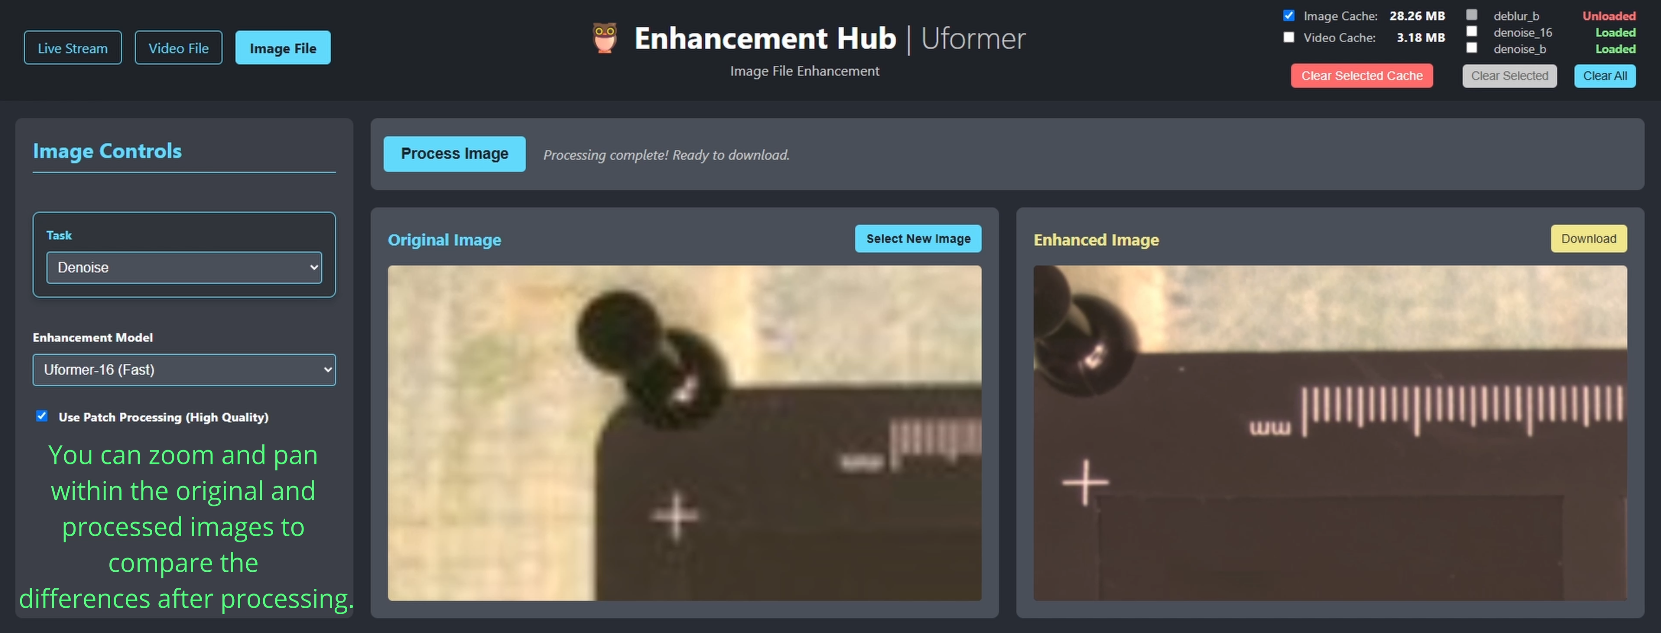 Live Stream
Video File
Image File
Enhancement Hub | Uformer
Image File Enhancement
Image Cache: 28.26 MB
Video Cache: 3.18 MB
Clear Selected Cache
deblur_b Unloaded
denoise_16 Loaded
denoise_b Loaded
Clear Selected
Clear All
Image Controls
Task
Denoise
Enhancement Model
Uformer-16 (Fast)
Use Patch Processing (High Quality)
You can zoom and pan
within the original and
processed images to
compare the
differences after processing.
Process Image
Processing complete! Ready to download.
Original Image
Select New Image
Enhanced Image
Download